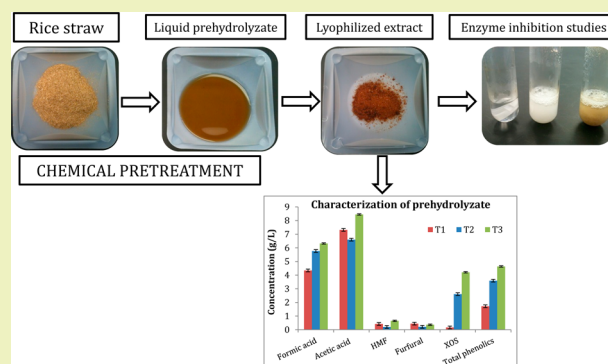 Rice straw
Liquid prehydrolyzate
Lyophilized extract
Enzyme inhibition studies
CHEMICAL PRETREATMENT
Characterization of prehydrolyzate
T1 T2 T3
Concentration (g/L)
9
8
7
6
5
4
3
2
1
0
Formic acid
Acetic acid
HMF
Furfural
XOS
Total phenolics